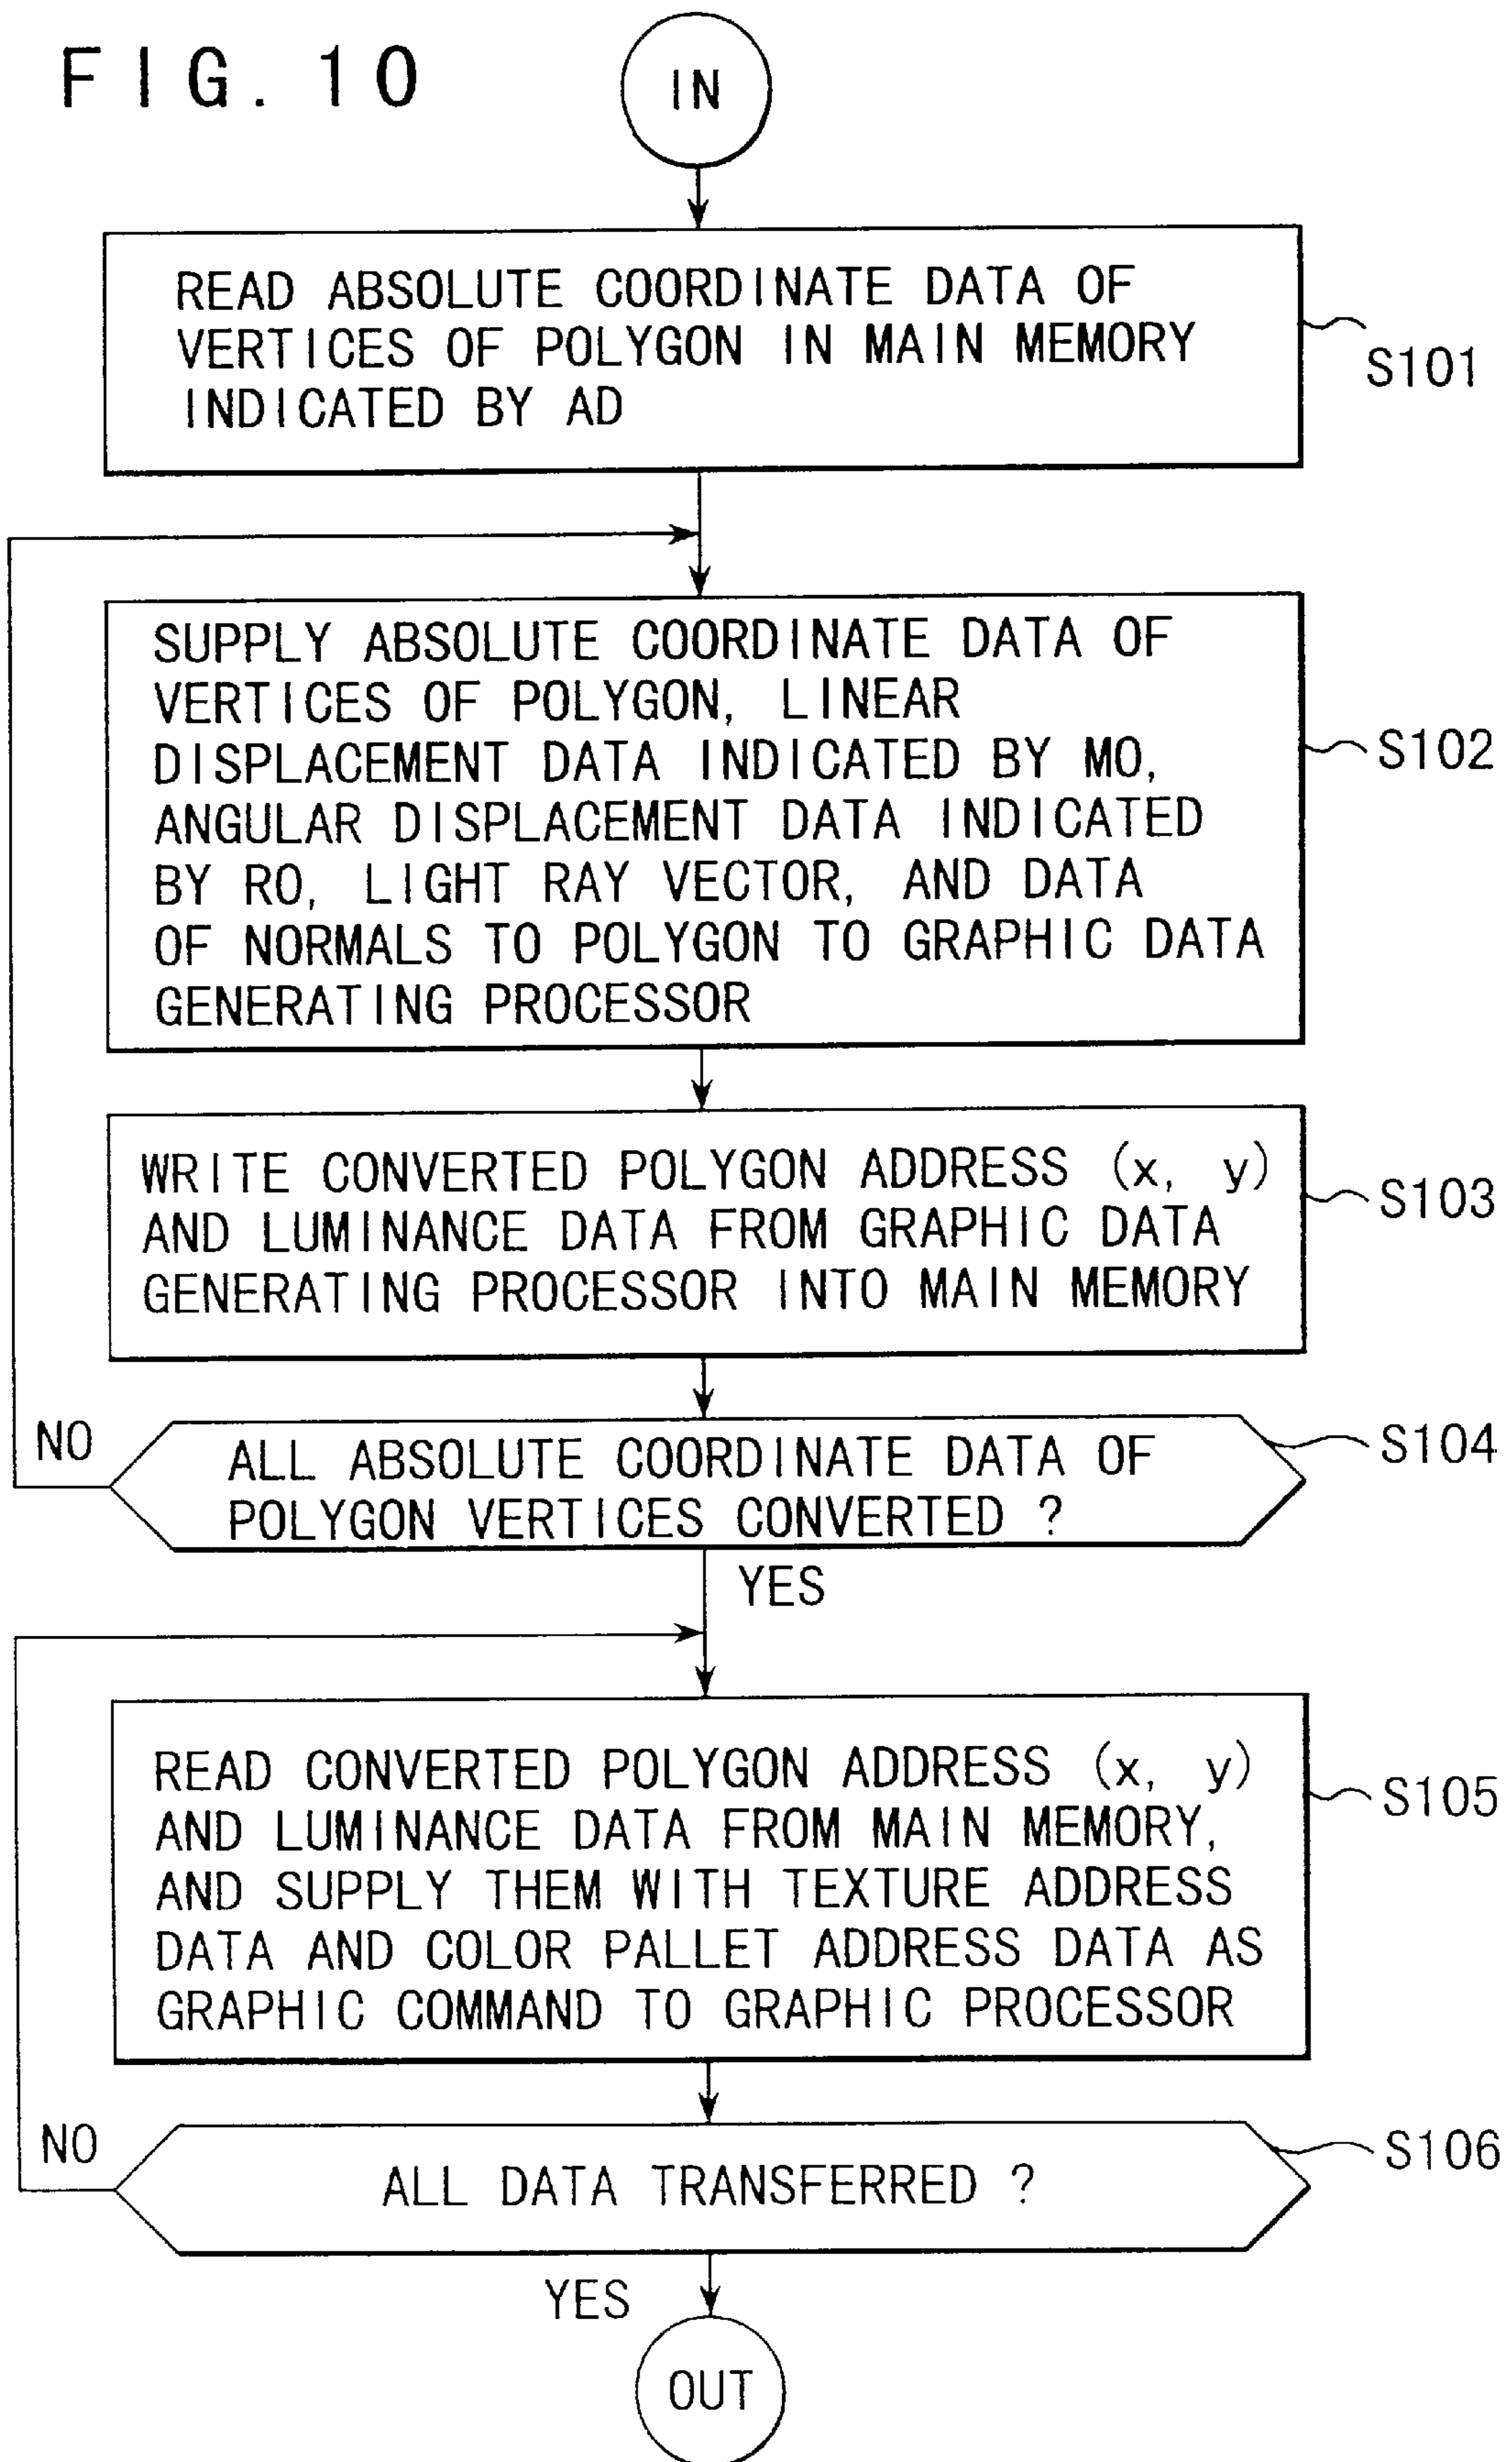 FIG. 10
IN
READ ABSOLUTE COORDINATE DATA OF
VERTICES OF POLYGON IN MAIN MEMORY
INDICATED BY AD
S101
SUPPLY ABSOLUTE COORDINATE DATA OF
VERTICES OF POLYGON, LINEAR
DISPLACEMENT DATA INDICATED BY MO,
ANGULAR DISPLACEMENT DATA INDICATED
BY RO, LIGHT RAY VECTOR, AND DATA
OF NORMALS TO POLYGON TO GRAPHIC DATA
GENERATING PROCESSOR
S102
WRITE CONVERTED POLYGON ADDRESS (x, y)
AND LUMINANCE DATA FROM GRAPHIC DATA
GENERATING PROCESSOR INTO MAIN MEMORY
S103
NO
ALL ABSOLUTE COORDINATE DATA OF
POLYGON VERTICES CONVERTED ?
S104
YES
READ CONVERTED POLYGON ADDRESS (x, y)
AND LUMINANCE DATA FROM MAIN MEMORY,
AND SUPPLY THEM WITH TEXTURE ADDRESS
DATA AND COLOR PALLET ADDRESS DATA AS
GRAPHIC COMMAND TO GRAPHIC PROCESSOR
S105
NO
ALL DATA TRANSFERRED ?
S106
YES
OUT